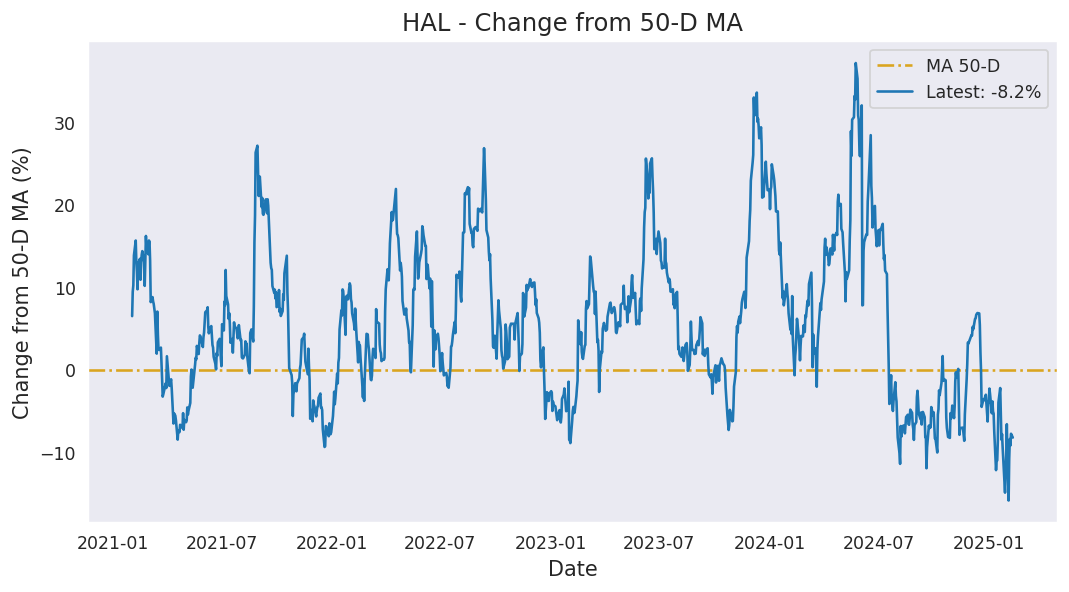 HAL - Change from 50-D MA
MA 50-D
Latest: -8.2%
Change from 50-D MA (%)
30
20
10
0
−10
2021-01 2021-07 2022-01 2022-07 2023-01 2023-07 2024-01 2024-07 2025-01
Date